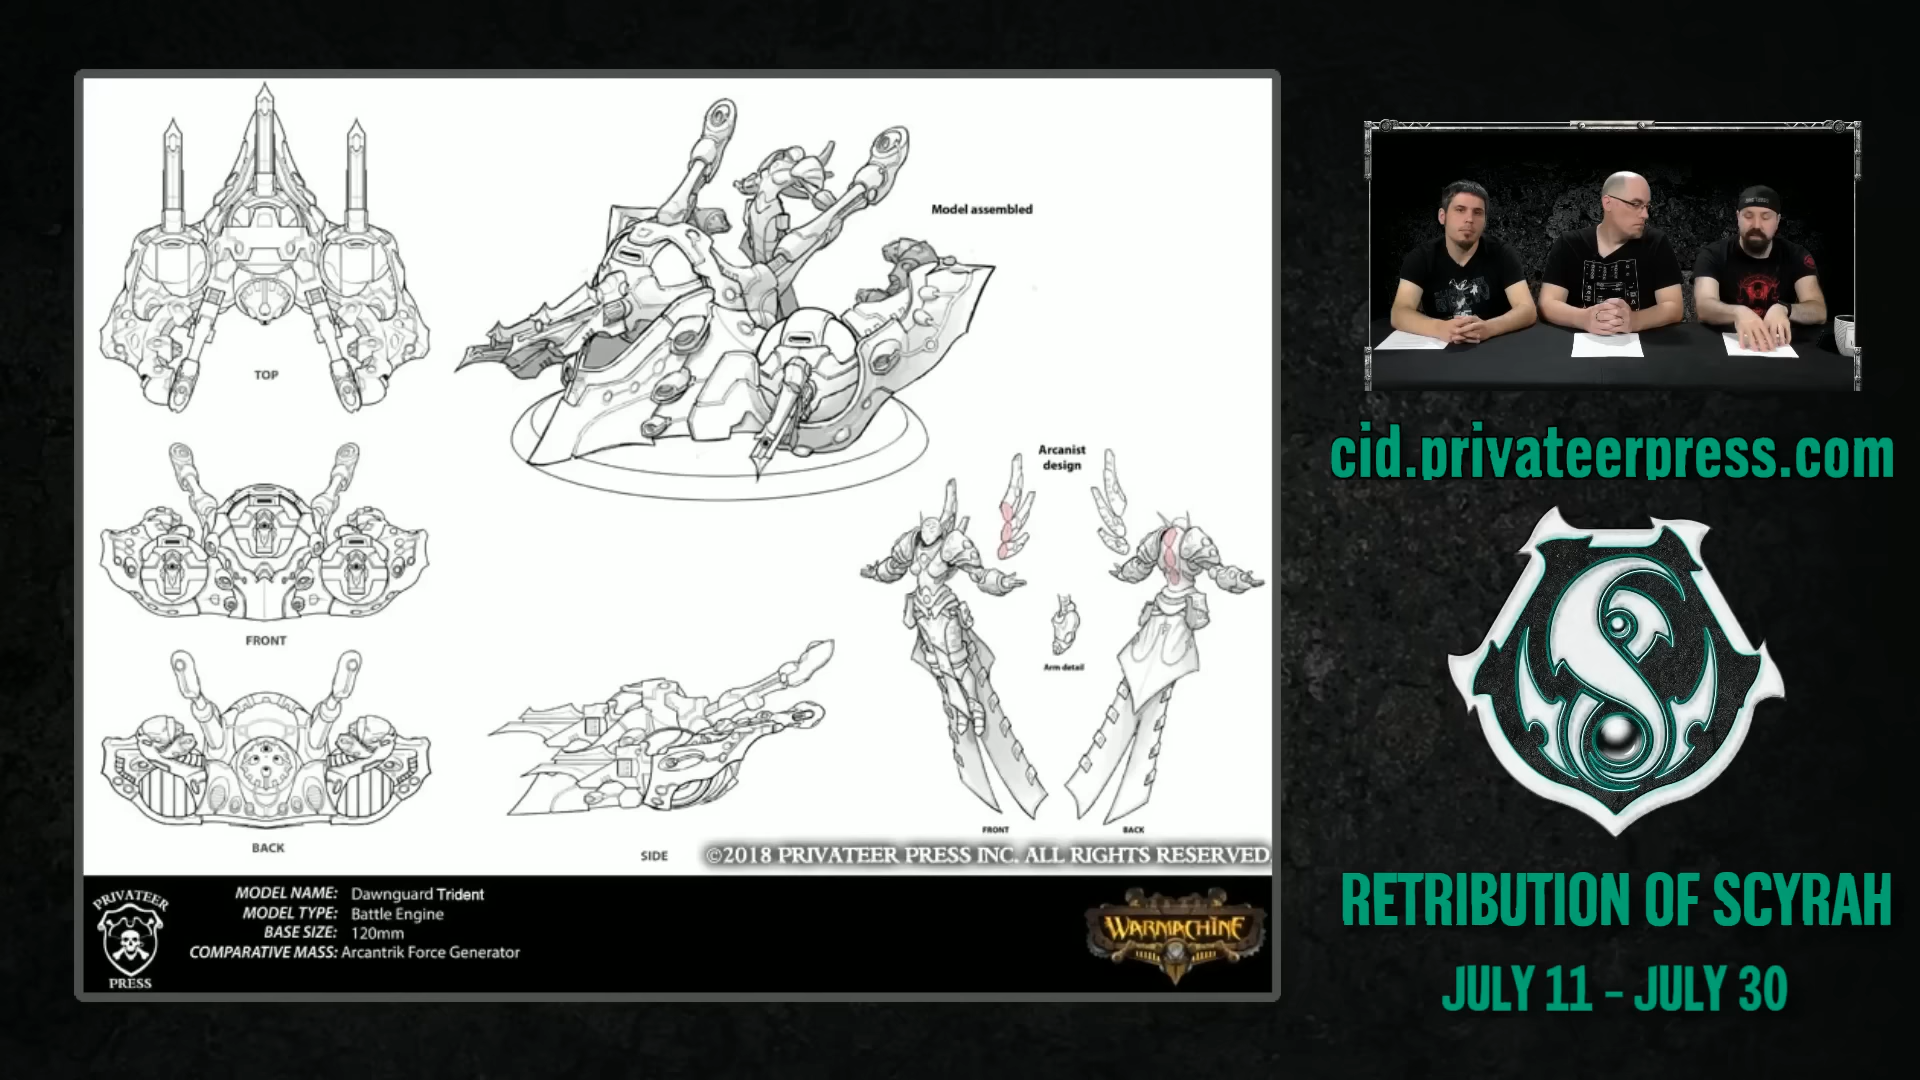 Model assembled
TOP
Arcanist
design
FRONT
Arm detail
BACK
SIDE
FRONT
BACK
©2018 PRIVATEER PRESS INC. ALL RIGHTS RESERVED
PRIVATEER
PRESS
MODEL NAME: Dawnguard Trident
MODEL TYPE: Battle Engine
BASE SIZE: 120mm
COMPARATIVE MASS: Arcantrik Force Generator
WARMACHINE
cid.privateerpress.com
RETRIBUTION OF SCYRAH
JULY 11 - JULY 30